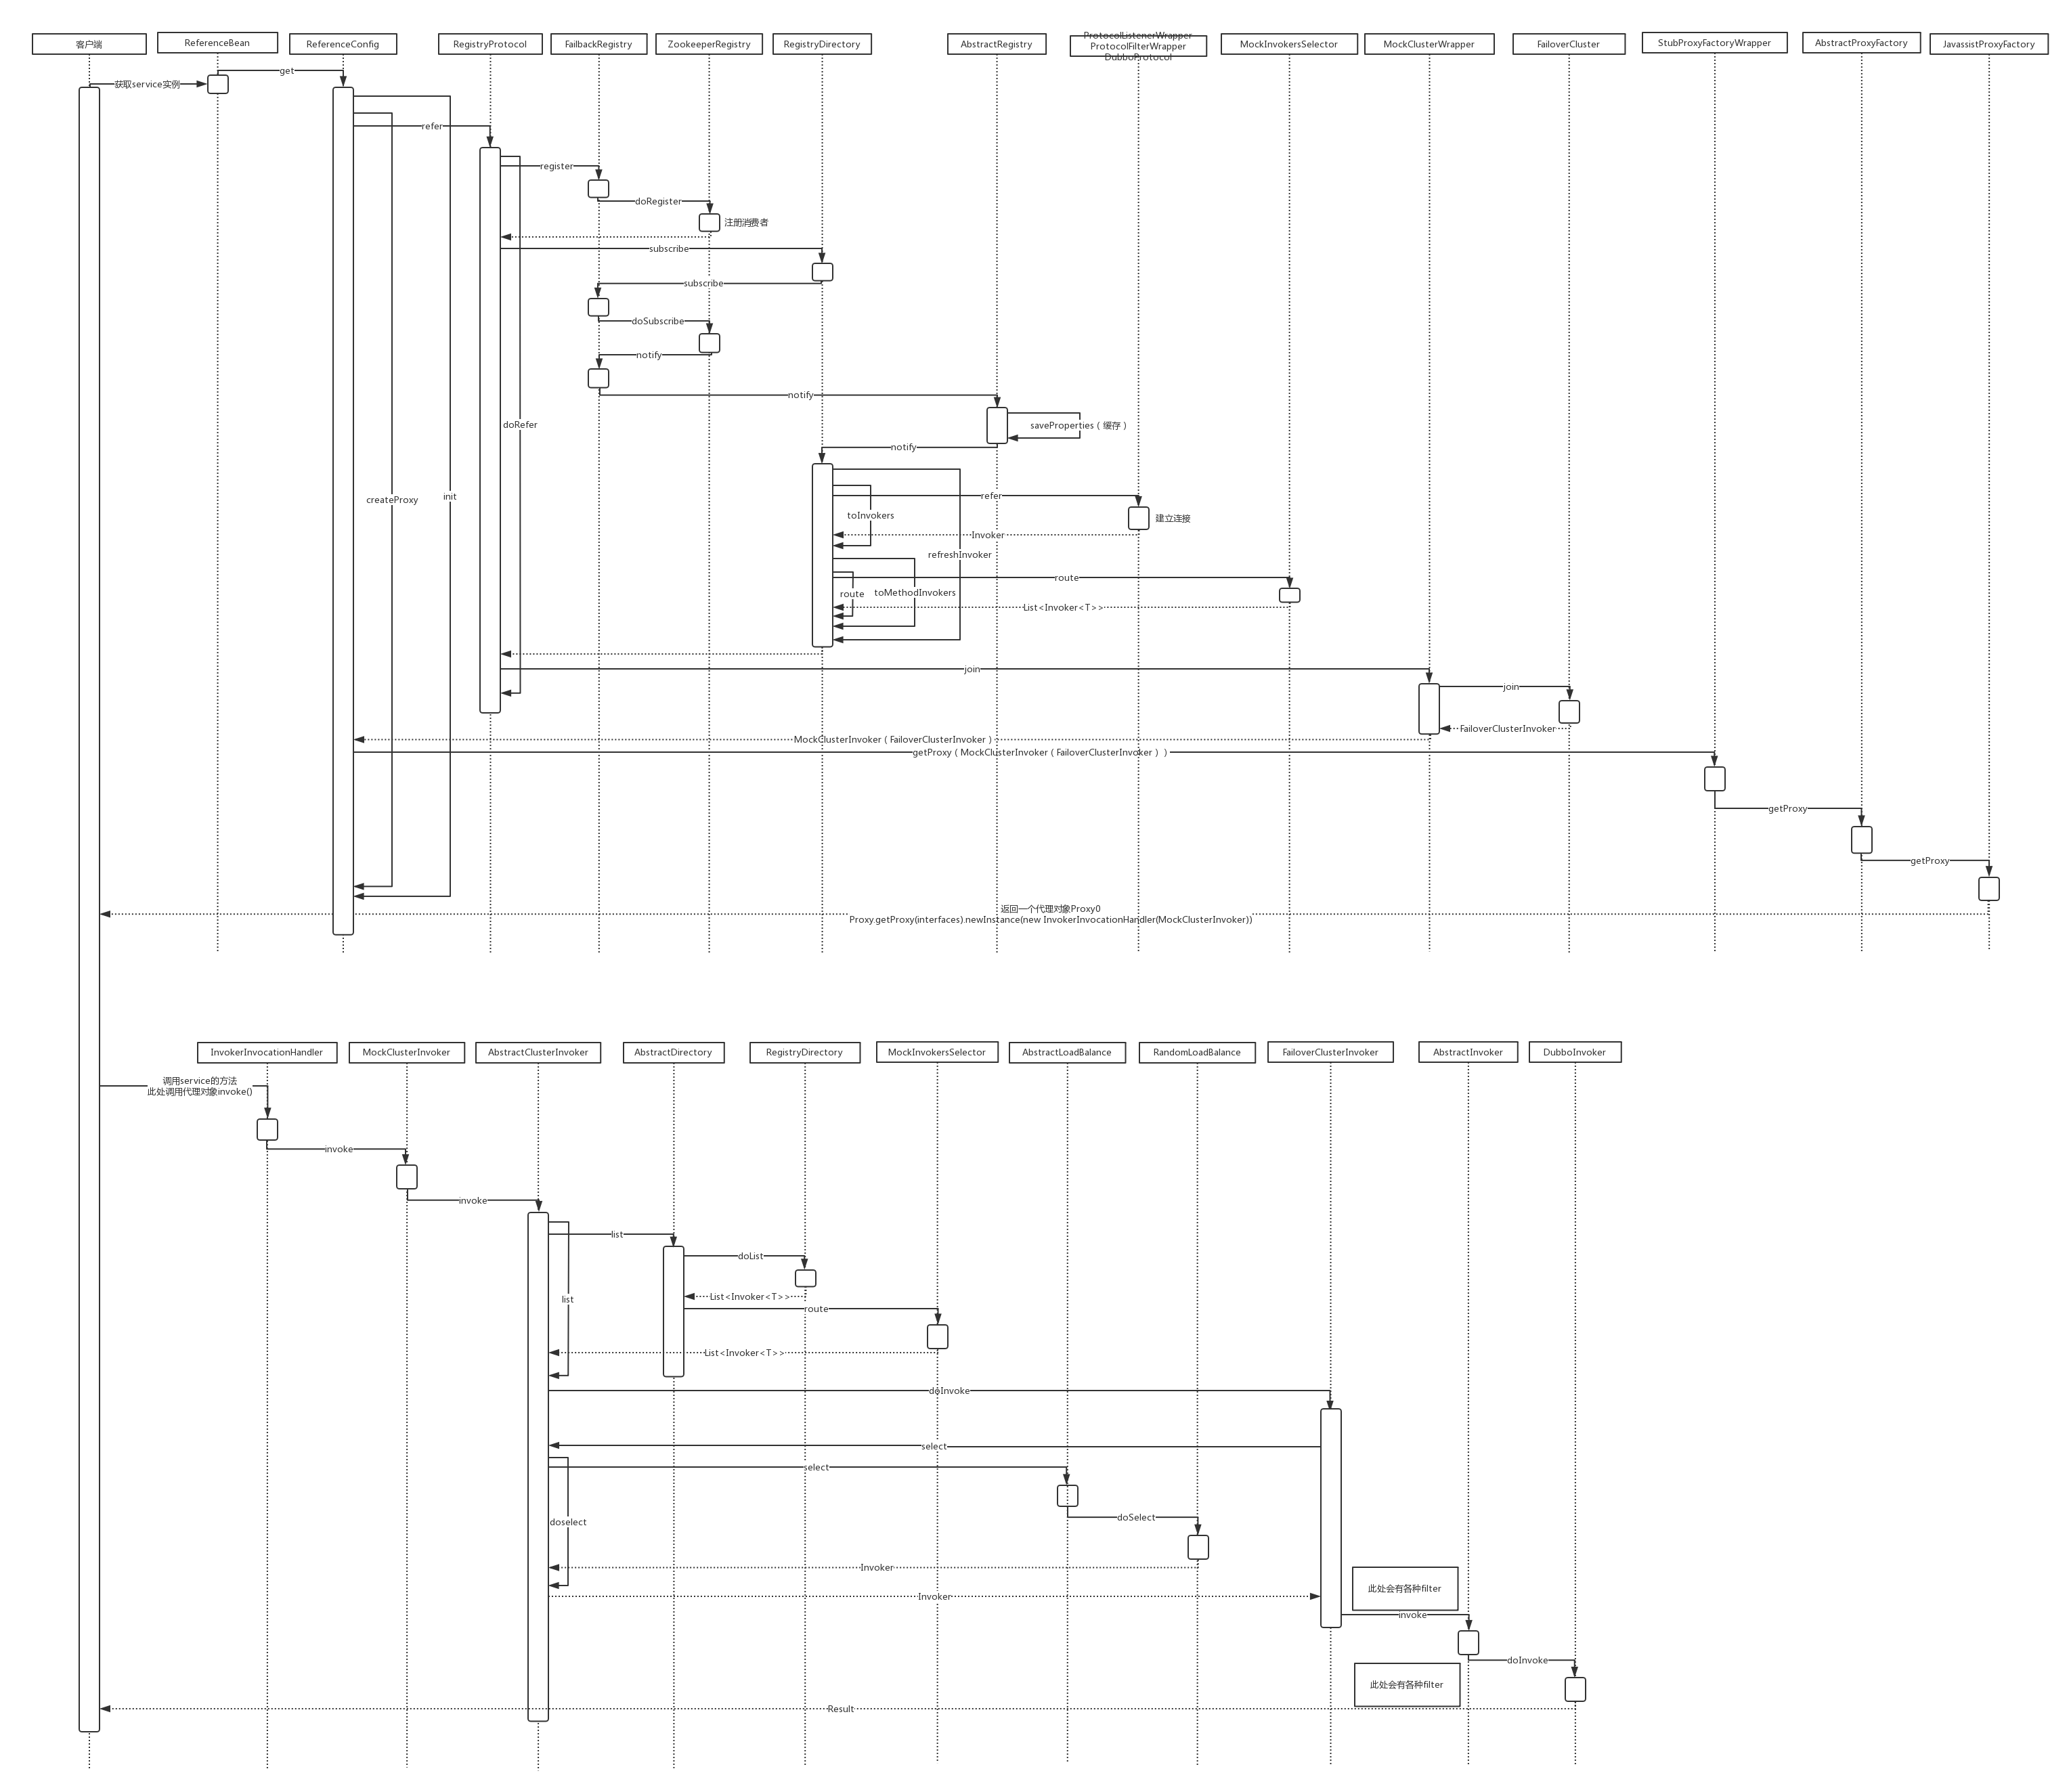 客户端
ReferenceBean
ReferenceConfig
RegistryProtocol
FailbackRegistry
ZookeeperRegistry
RegistryDirectory
AbstractRegistry
ProtocolListenerWrapper
ProtocolFilterWrapper
DubboProtocol
MockInvokersSelector
MockClusterWrapper
FailoverCluster
StubProxyFactoryWrapper
AbstractProxyFactory
JavassistProxyFactory
get
获取service实例
refer
register
doRegister
注册消费者
subscribe
subscribe
doSubscribe
notify
notify
doRefer
saveProperties（缓存）
notify
init
createProxy
refer
toInvokers
建立连接
Invoker
refreshInvoker
route
toMethodInvokers
route
List<Invoker<T>>
join
join
FailoverClusterInvoker
MockClusterInvoker（FailoverClusterInvoker）
getProxy（MockClusterInvoker（FailoverClusterInvoker））
getProxy
getProxy
返回一个代理对象Proxy0
Proxy.getProxy(interfaces).newInstance(new InvokerInvocationHandler(MockClusterInvoker))
InvokerInvocationHandler
MockClusterInvoker
AbstractClusterInvoker
AbstractDirectory
RegistryDirectory
MockInvokersSelector
AbstractLoadBalance
RandomLoadBalance
FailoverClusterInvoker
AbstractInvoker
DubboInvoker
调用service的方法
此处调用代理对象invoke()
invoke
invoke
list
doList
list
List<Invoker<T>>
route
List<Invoker<T>>
doInvoke
select
select
doSelect
doselect
Invoker
此处会有各种filter
Invoker
invoke
doInvoke
此处会有各种filter
Result